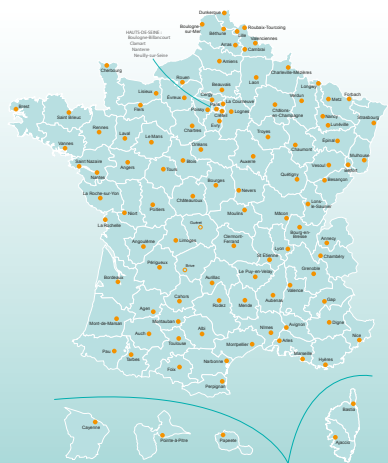 Dunkerque
Boulogne-
sur-Mer
Roubaix-Tourcoing
HAUTS-DE-SEINE :
Boulogne-Billancourt
Clamart
Nanterre
Neuilly-sur-Seine
Béthune
Lille
Valenciennes
Arras
Cambrai
Amiens
Cherbourg
Charleville-Mézières
Rouen
Laon
Beauvais
Longwy
Lisieux
Évreux
Cergy
La Courneuve
Verdun
Metz
Forbach
Paris
Poissy
Créteil
Lognes
Châlons-
en-Champagne
Nancy
Brest
Saint Brieuc
Flers
Evry
Lunéville
Strasbourg
Rennes
Chartres
Troyes
Laval
Le Mans
Épinal
Vannes
Orléans
Chaumont
Auxerre
Mulhouse
Saint Nazaire
Angers
Blois
Vesoul
Belfort
Nantes
Tours
Quétigny
Besançon
Bourges
La Roche-sur-Yon
Nevers
Châteauroux
Lons-
le-Saunier
Niort
Poitiers
Moulins
Mâcon
La Rochelle
Guéret
Bourg-en-
Bresse
Angoulême
Limoges
Clermont-
Ferrand
Annecy
Lyon
Chambéry
Périgueux
Brive
St Etienne
Grenoble
Bordeaux
Aurillac
Le Puy-en-Velay
Valence
Cahors
Agen
Rodez
Mende
Aubenas
Gap
Mont-de-Marsan
Montauban
Albi
Digne
Auch
Toulouse
Nîmes
Avignon
Nice
Pau
Montpellier
Arles
Tarbes
Foix
Narbonne
Marseille
Hyères
Perpignan
Bastia
Cayenne
Pointe-à-Pitre
Papeete
Ajaccio